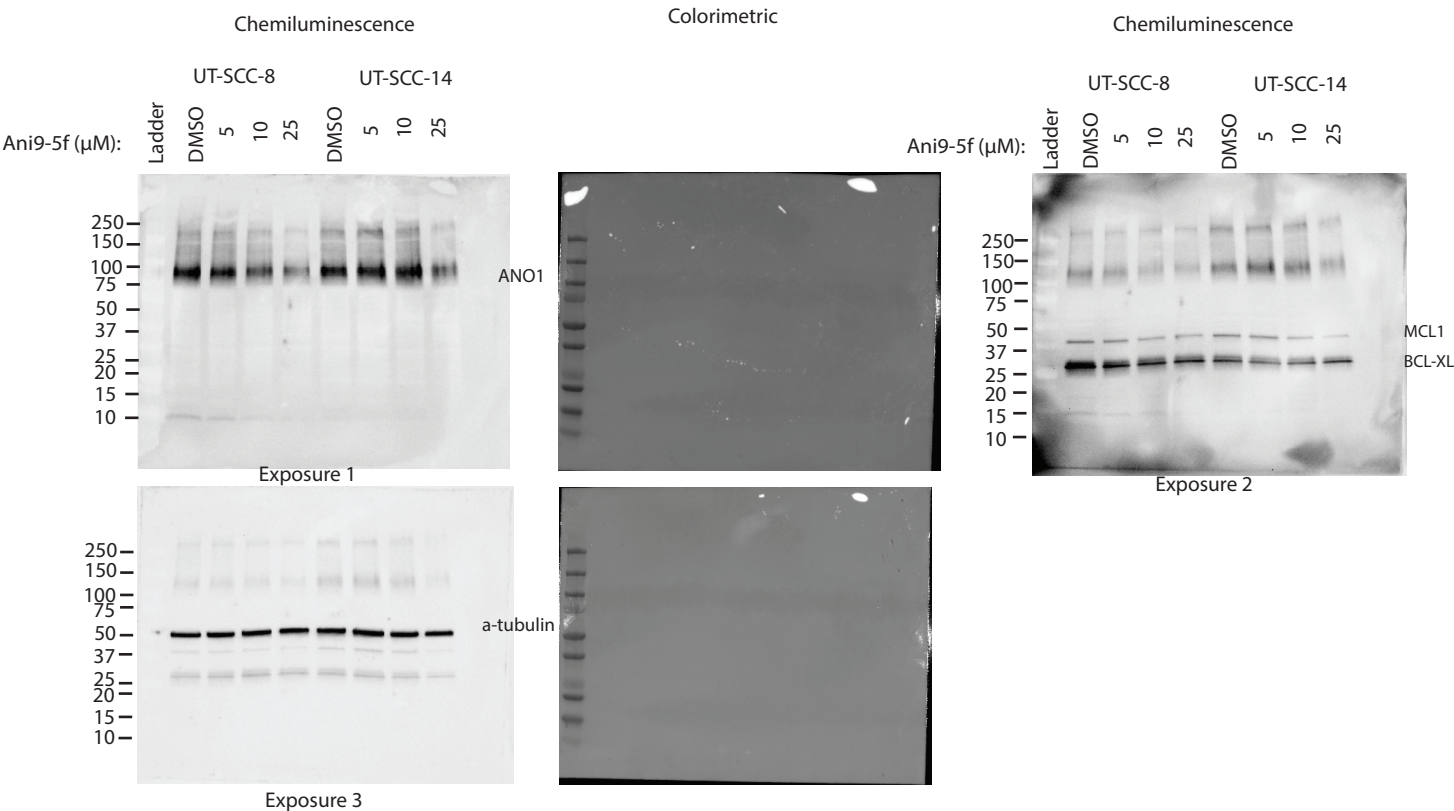 Chemiluminescence
Colorimetric
Chemiluminescence
UT-SCC-8
UT-SCC-14
Ani9-5f (µM):
Ladder
DMSO
5
10
25
DMSO
5
10
25
250
150
100
75
50
37
25
20
15
10
ANO1
Exposure 1
UT-SCC-8
UT-SCC-14
Ani9-5f (µM):
Ladder
DMSO
5
10
25
DMSO
5
10
25
250
150
100
75
50
37
25
20
15
10
MCL1
BCL-XL
Exposure 2
250
150
100
75
50
37
25
20
15
10
a-tubulin
Exposure 3